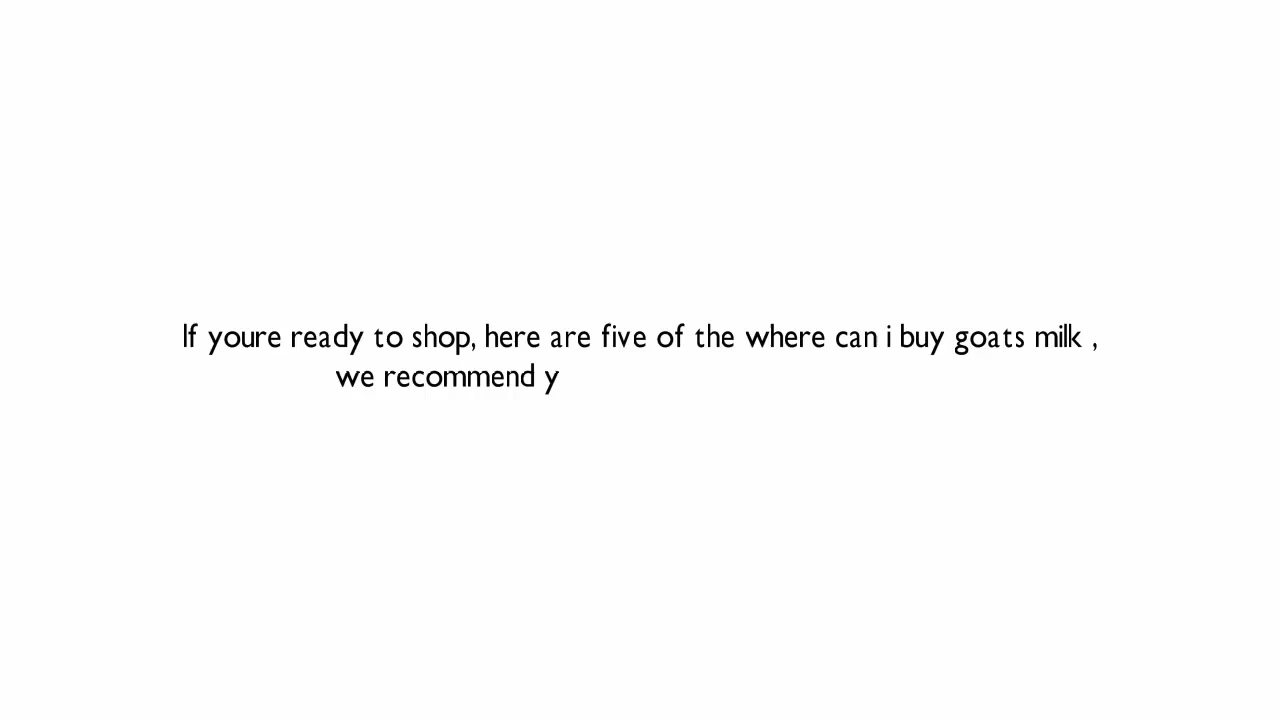 If youre ready to shop, here are five of the where can i buy goats milk ,
we recommend y